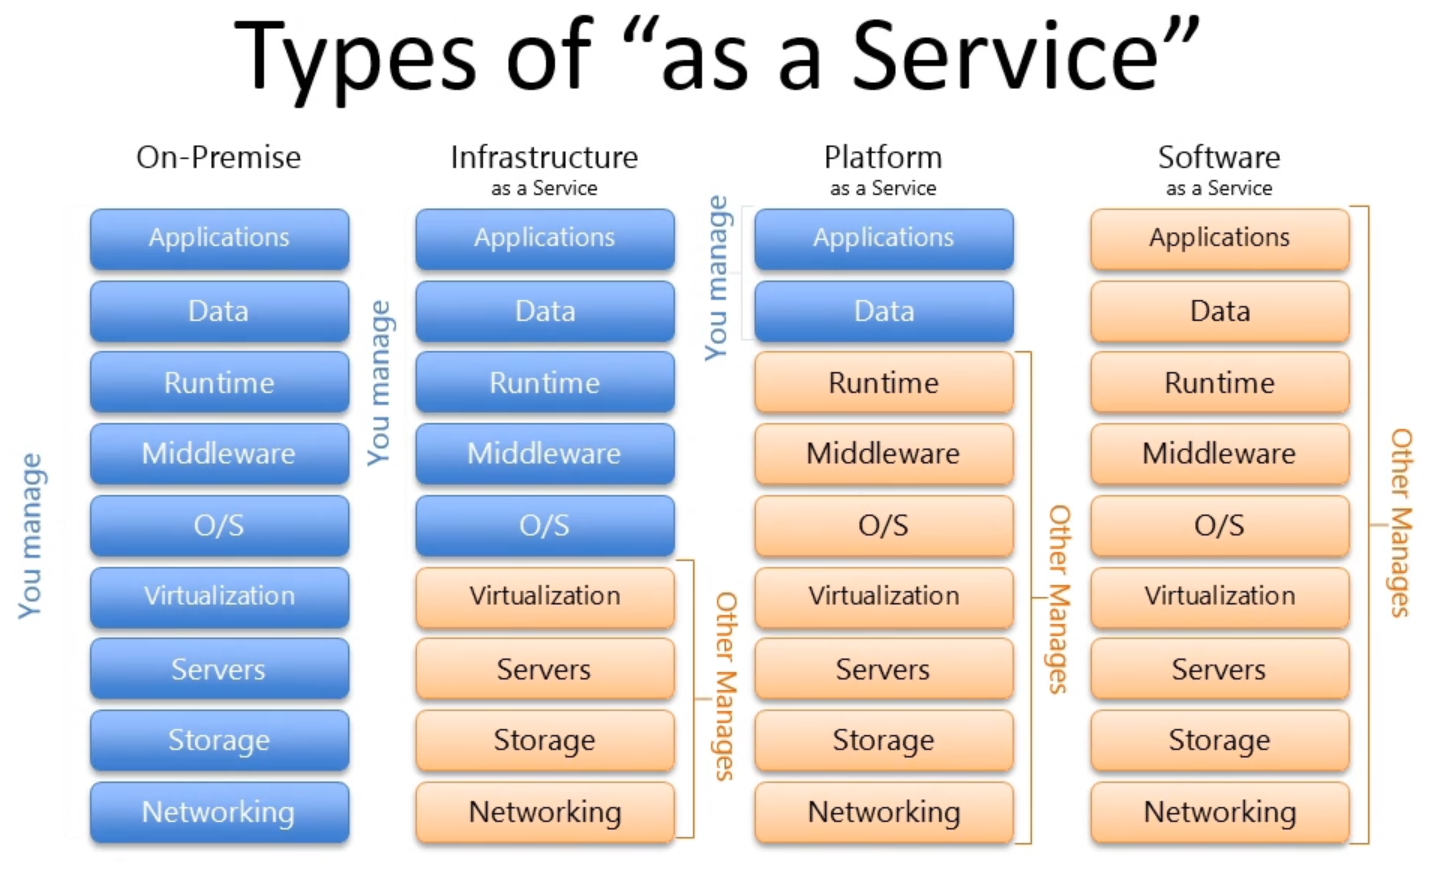 Types of “as a Service”
On-Premise
Applications
Data
Runtime
Middleware
O/S
Virtualization
Servers
Storage
Networking
You manage
Infrastructure
as a Service
Applications
Data
Runtime
Middleware
O/S
Virtualization
Servers
Storage
Networking
You manage
Other Manages
Platform
as a Service
Applications
Data
Runtime
Middleware
O/S
Virtualization
Servers
Storage
Networking
You manage
Other Manages
Software
as a Service
Applications
Data
Runtime
Middleware
O/S
Virtualization
Servers
Storage
Networking
Other Manages